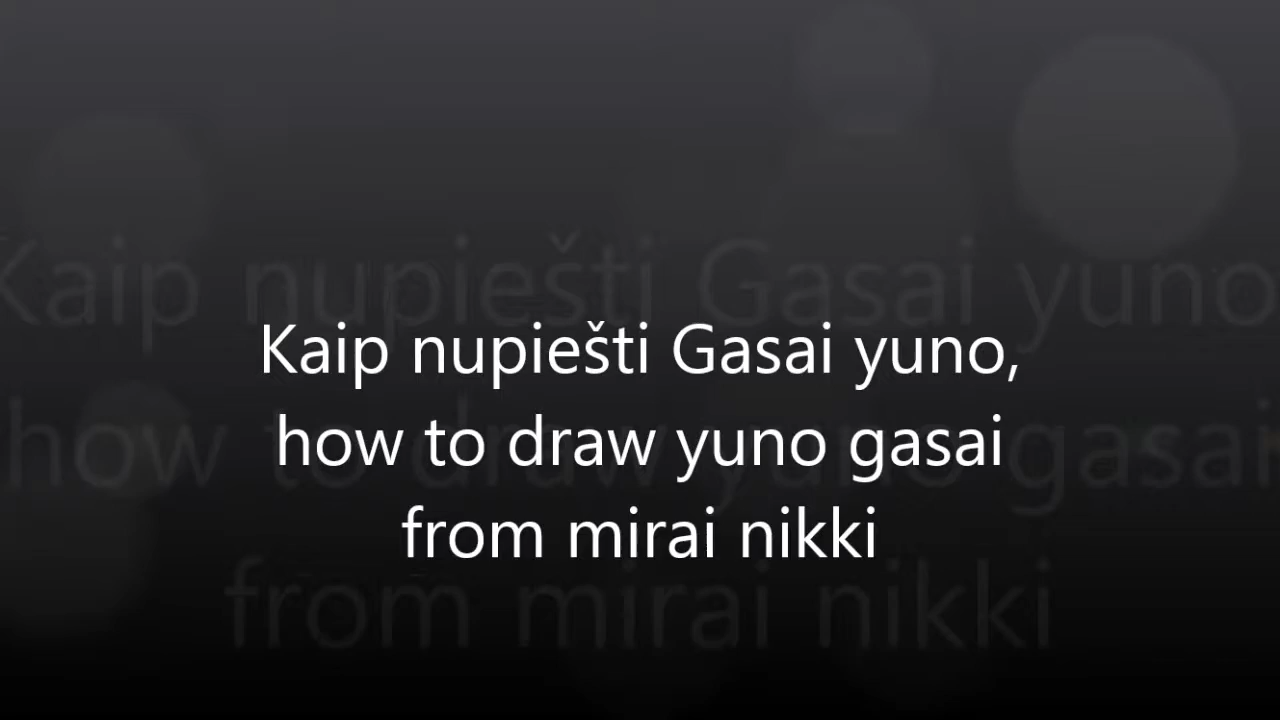 Kaip nupiešti Gasai yuno,
how to draw yuno gasai
from mirai nikki